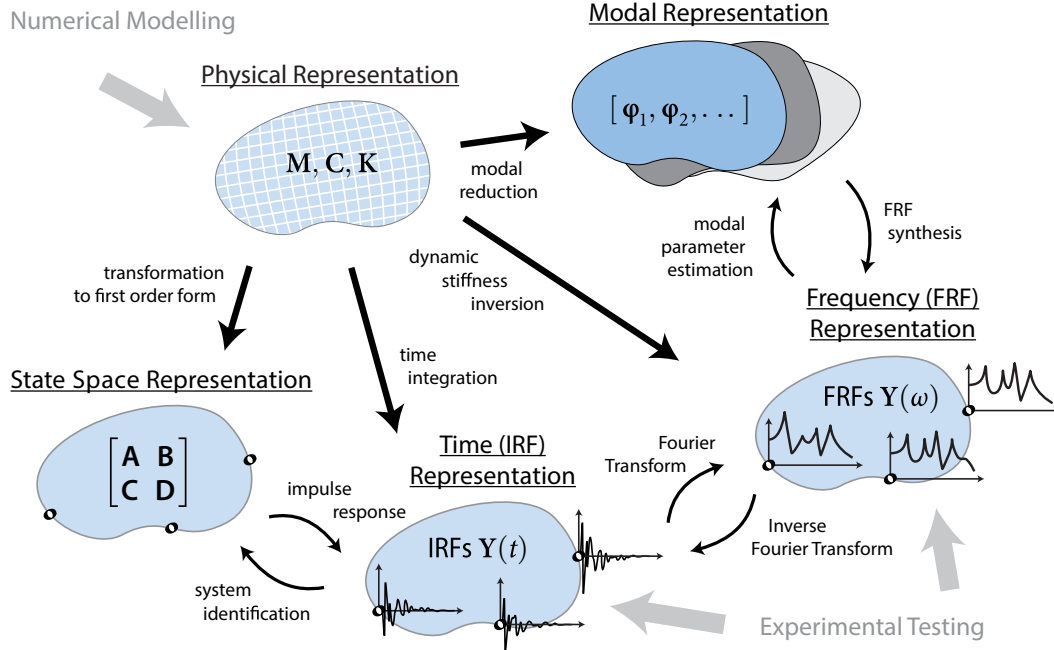 Numerical Modelling
Modal Representation
Physical Representation
[ φ₁, φ₂, . . . ]
M, C, K
modal
reduction
modal
parameter
estimation
FRF
synthesis
dynamic
stiffness
inversion
transformation
to first order form
Frequency (FRF)
Representation
State Space Representation
time
integration
FRFs Y(ω)
A B
C D
Time (IRF)
Representation
Fourier
Transform
impulse
response
IRFs Y(t)
Inverse
Fourier Transform
system
identification
Experimental Testing